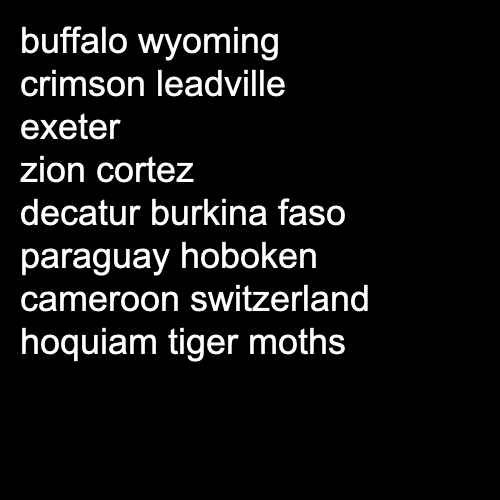 buffalo wyoming
crimson leadville
exeter
zion cortez
decatur burkina faso
paraguay hoboken
cameroon switzerland
hoquiam tiger moths